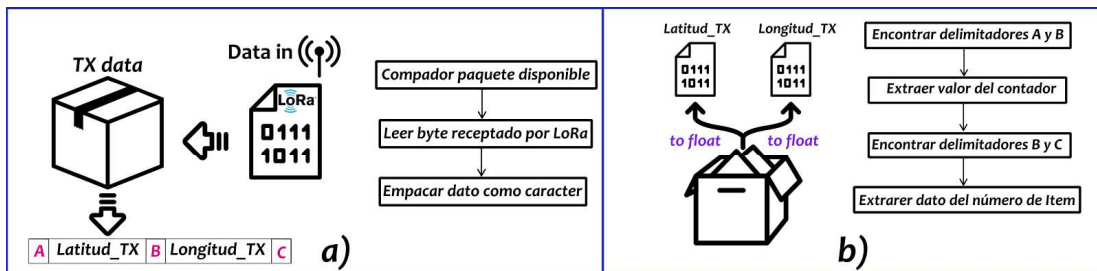 TX data
Data in
LoRa
0111
1011
A Latitud_TX B Longitud_TX C
Compador paquete disponible
Leer byte receptado por LoRa
Empacar dato como caracter
a)
Latitud_TX
Longitud_TX
0111
1011
0111
1011
to float
to float
Encontrar delimitadores A y B
Extraer valor del contador
Encontrar delimitadores B y C
Extrarer dato del número de Item
b)